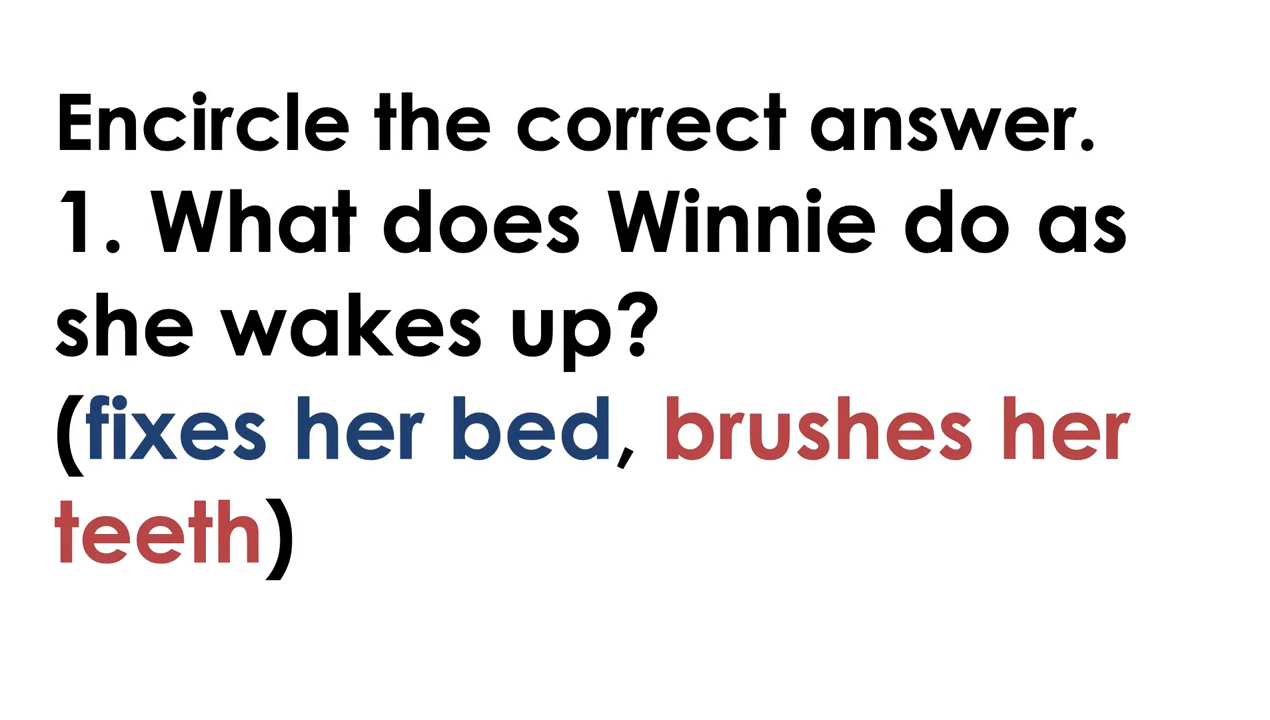 Encircle the correct answer.
1. What does Winnie do as
she wakes up?
(fixes her bed, brushes her
teeth)